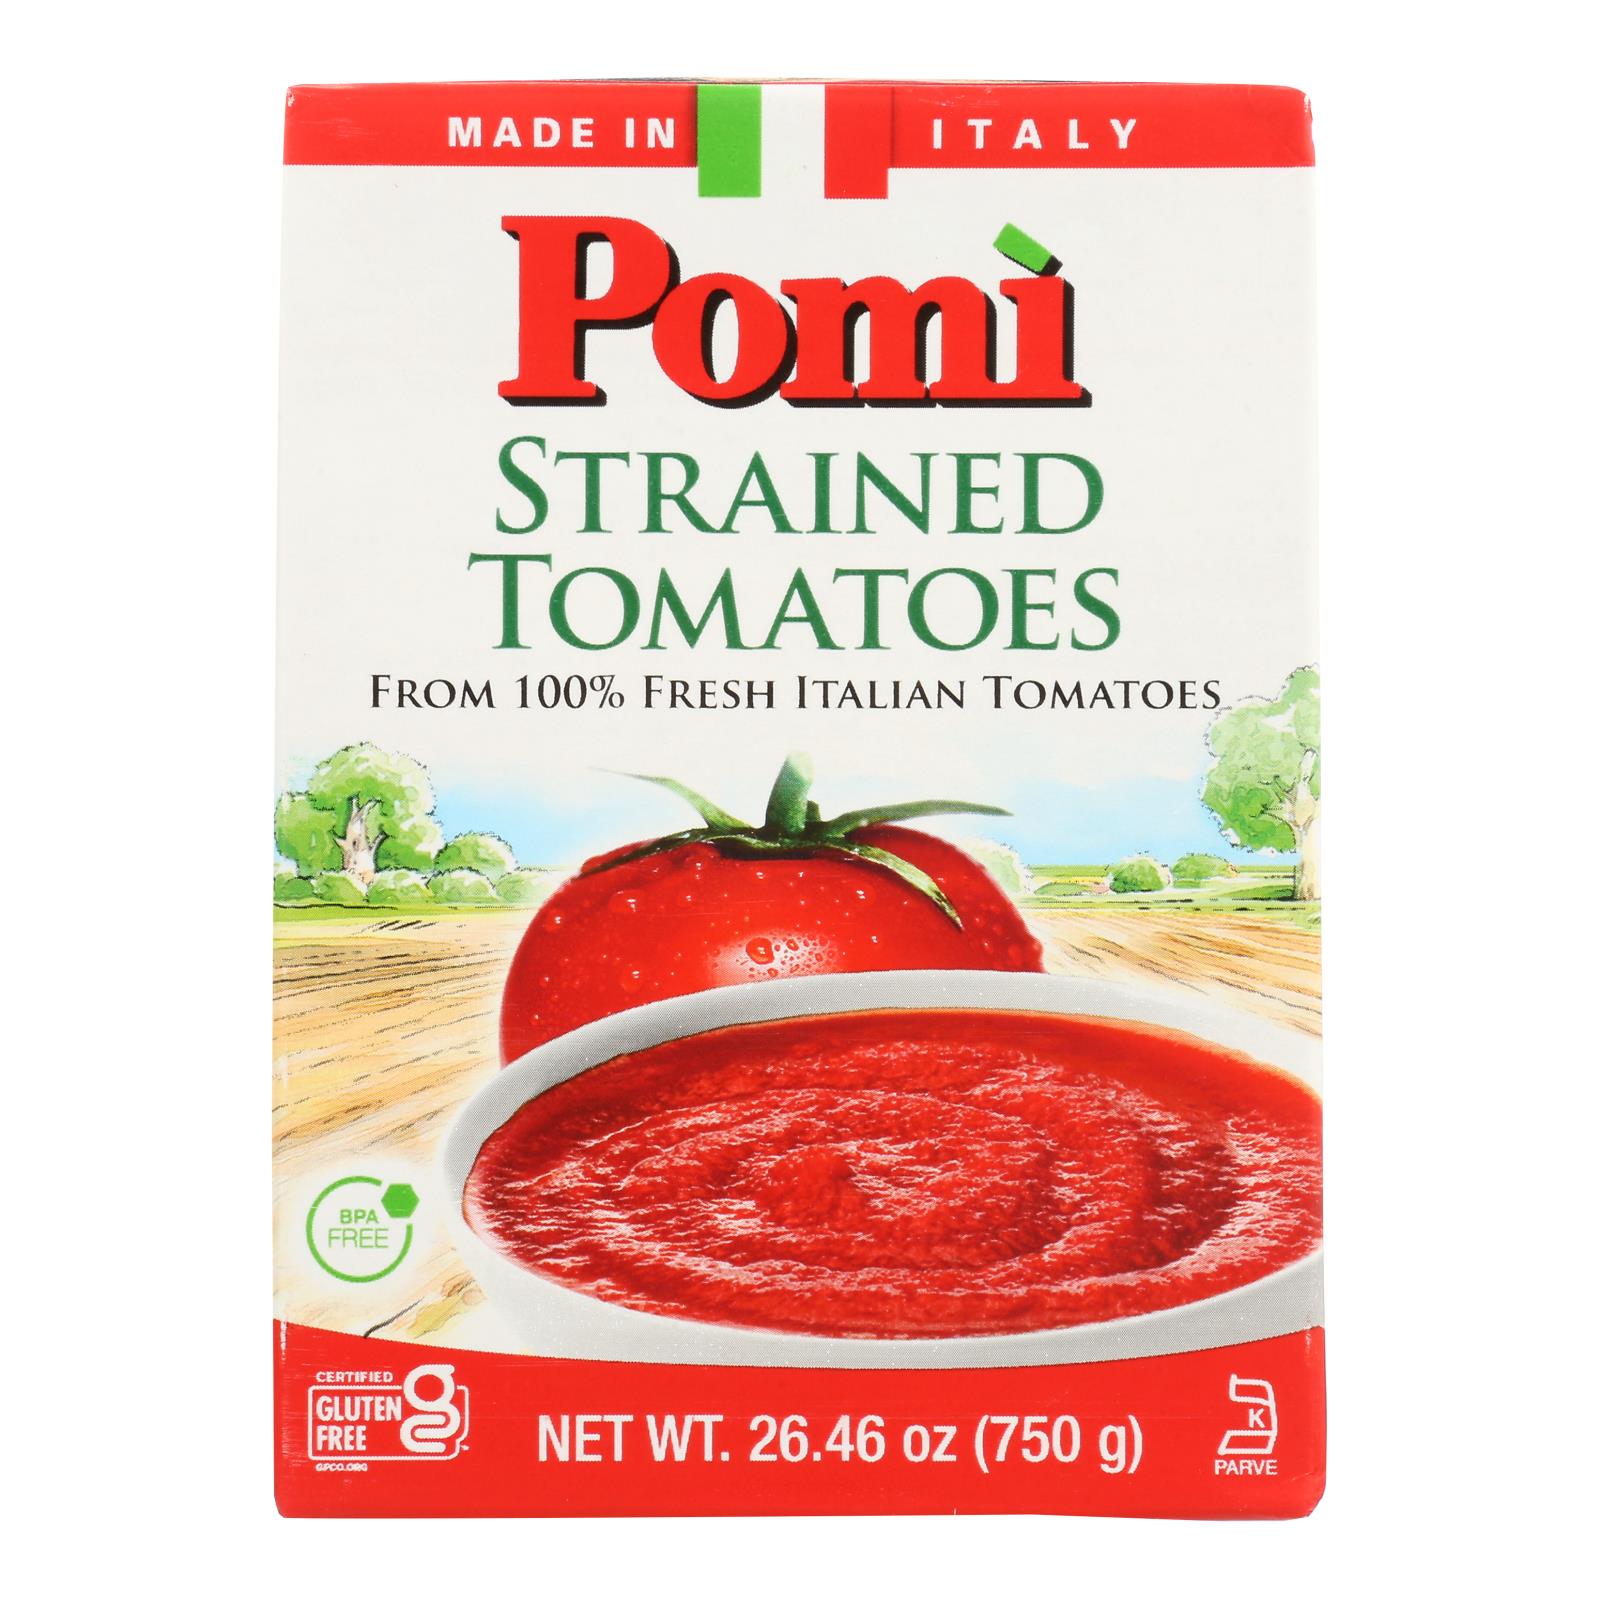 MADE IN ITALY
Pomì
STRAINED
TOMATOES
FROM 100% FRESH ITALIAN TOMATOES
BPA
FREE
CERTIFIED
GLUTEN
FREE
GFCO.ORG
NET WT. 26.46 oz (750 g)
K
PARVE